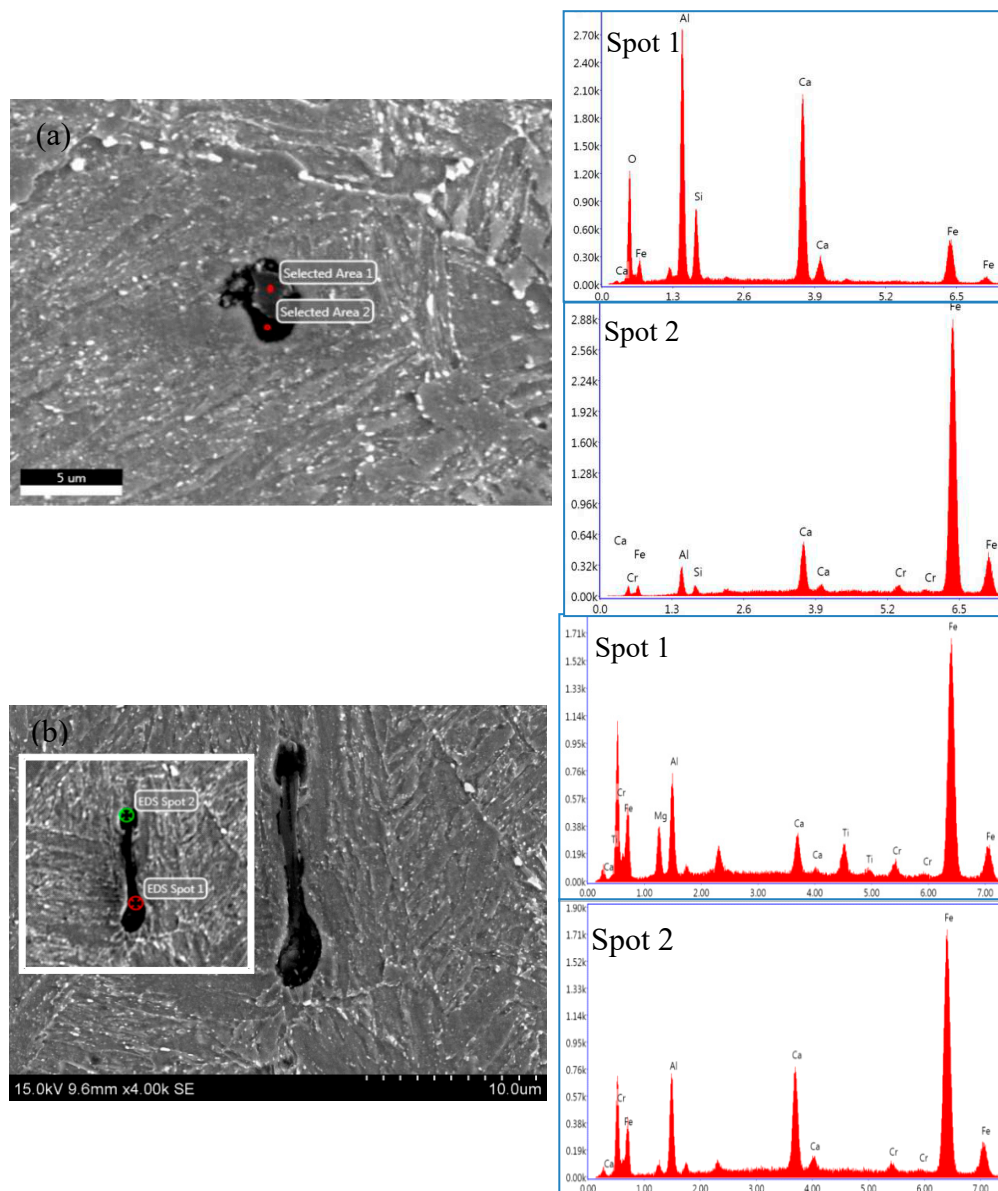 (a)
Selected Area 1
Selected Area 2
5 um
Spot 1
2.70k
2.40k
2.10k
1.80k
1.50k
1.20k
0.90k
0.60k
0.30k
0.00k
Al
Ca
O
Si
Fe
Ca
Ca
Fe
Fe
0.0 1.3 2.6 3.9 5.2 6.5
Spot 2
2.88k
2.56k
2.24k
1.92k
1.60k
1.28k
0.96k
0.64k
0.32k
0.00k
Fe
Ca
Fe
Cr
Al
Si
Ca
Ca
Cr
Cr
Fe
0.0 1.3 2.6 3.9 5.2 6.5
(b)
EDS Spot 2
EDS Spot 1
15.0kV 9.6mm x4.00k SE 10.0um
Spot 1
1.71k
1.52k
1.33k
1.14k
0.95k
0.76k
0.57k
0.38k
0.19k
0.00k
Fe
Al
Cr
Fe
Mg
T
Ca
Ca
Ca
Ti
Ti
Cr
Cr
Fe
0.00 1.00 2.00 3.00 4.00 5.00 6.00 7.00
Spot 2
1.90k
1.71k
1.52k
1.33k
1.14k
0.95k
0.76k
0.57k
0.38k
0.19k
0.00k
Fe
Al
Ca
Cr
Fe
Ca
Ca
Cr
Cr
Fe
0.00 1.00 2.00 3.00 4.00 5.00 6.00 7.00